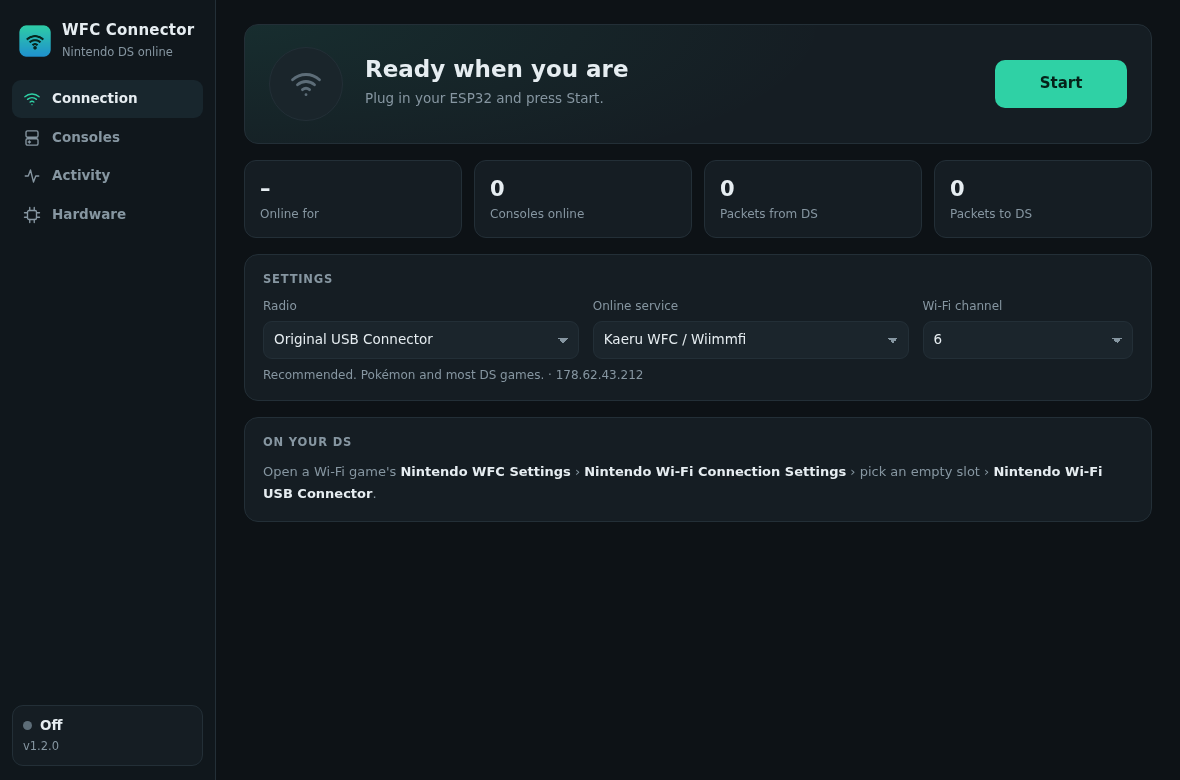 WFC Connector
Nintendo DS online
Connection
Consoles
Activity
Hardware
Off
v1.2.0
Ready when you are
Plug in your ESP32 and press Start.
Start
–
Online for
0
Consoles online
0
Packets from DS
0
Packets to DS
SETTINGS
Radio
Original USB Connector
Online service
Kaeru WFC / Wiimmfi
Wi-Fi channel
6
Recommended. Pokémon and most DS games. · 178.62.43.212
ON YOUR DS
Open a Wi-Fi game's Nintendo WFC Settings › Nintendo Wi-Fi Connection Settings › pick an empty slot › Nintendo Wi-Fi
USB Connector.